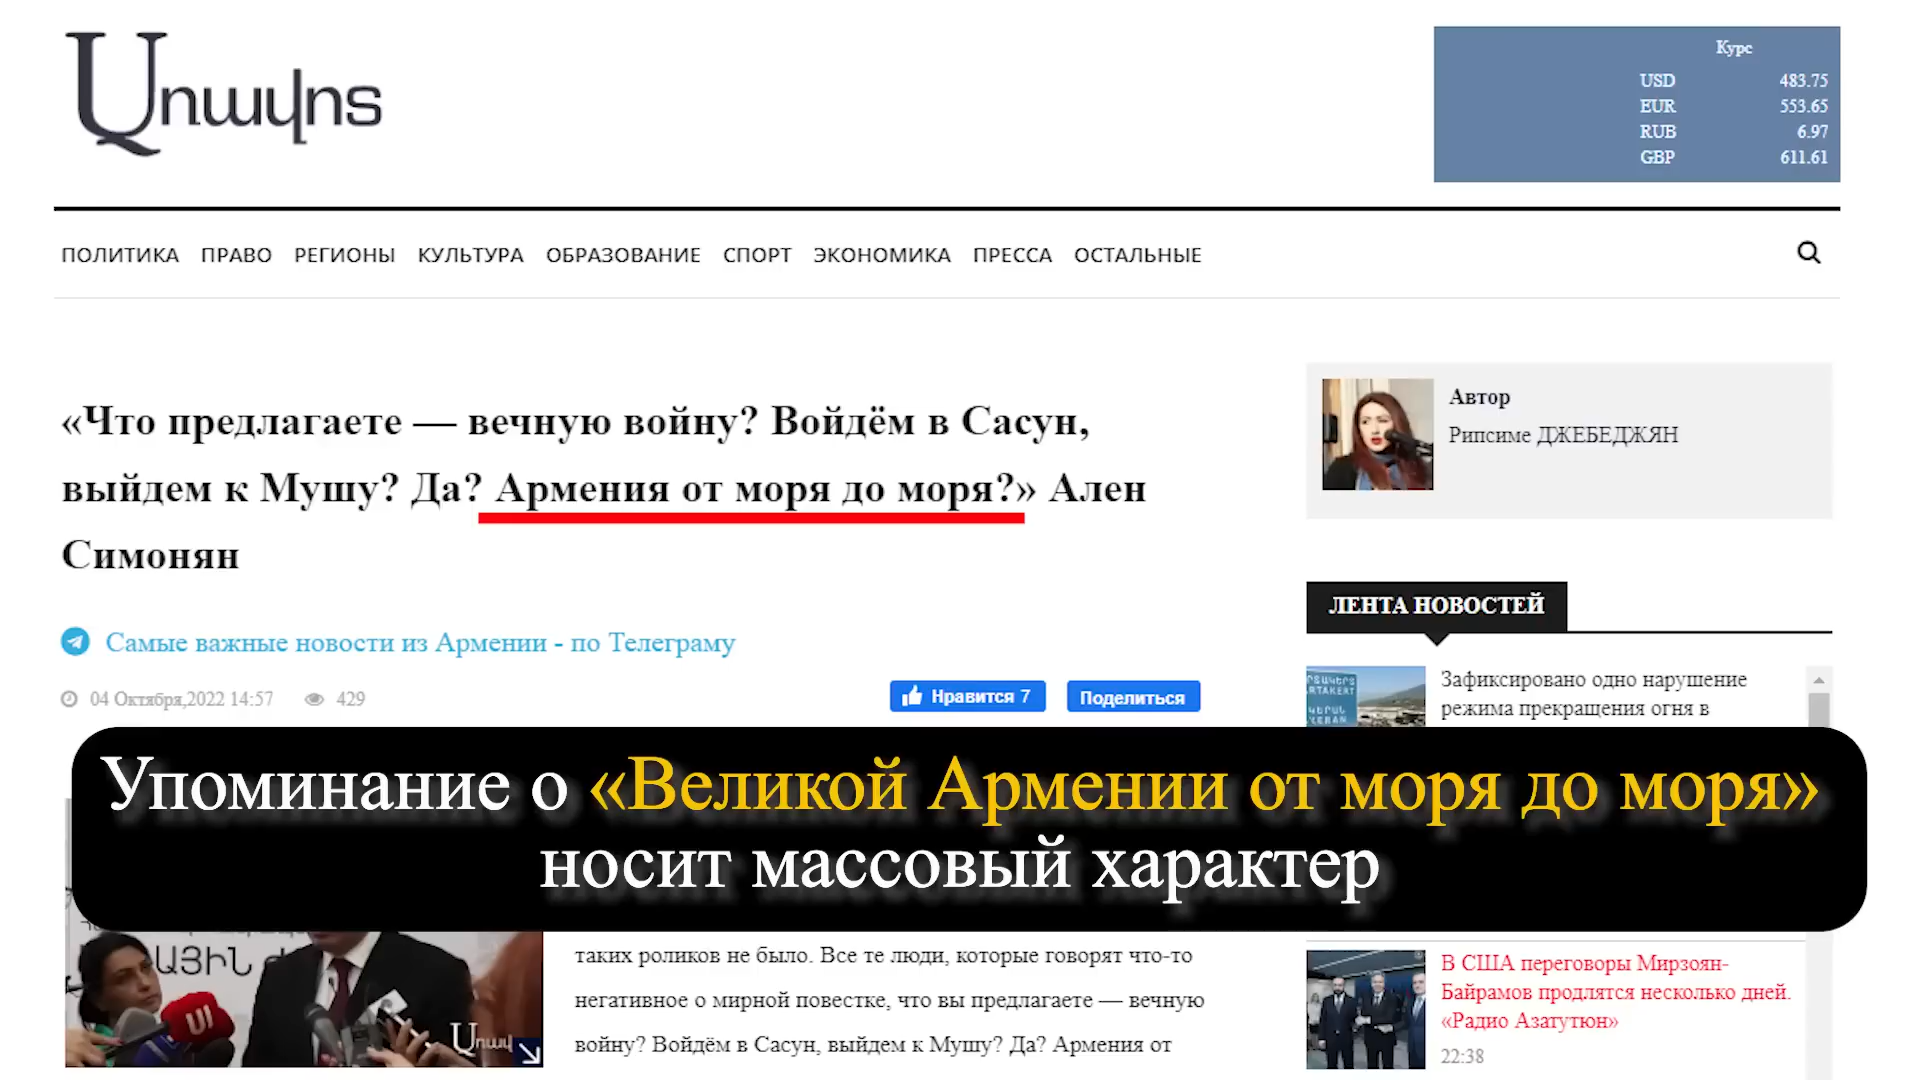 Առավոտ
Курс
USD 483.75
EUR 553.65
RUB 6.97
GBP 611.61
ПОЛИТИКА ПРАВО РЕГИОНЫ КУЛЬТУРА ОБРАЗОВАНИЕ СПОРТ ЭКОНОМИКА ПРЕССА ОСТАЛЬНЫЕ
«Что предлагаете — вечную войну? Войдём в Сасун,
выйдем к Мушу? Да? Армения от моря до моря?» Ален
Симонян
Самые важные новости из Армении - по Телеграму
04 Октября,2022 14:57 429
Нравится 7 Поделиться
Автор
Рипсиме ДЖЕБЕДЖЯН
ЛЕНТА НОВОСТЕЙ
Зафиксировано одно нарушение
режима прекращения огня в
Упоминание о «Великой Армении от моря до моря»
носит массовый характер
таких роликов не было. Все те люди, которые говорят что-то
негативное о мирной повестке, что вы предлагаете — вечную
войну? Войдём в Сасун, выйдем к Мушу? Да? Армения от
В США переговоры Мирзоян-
Байрамов продлятся несколько дней.
«Радио Азатутюн»
22:38